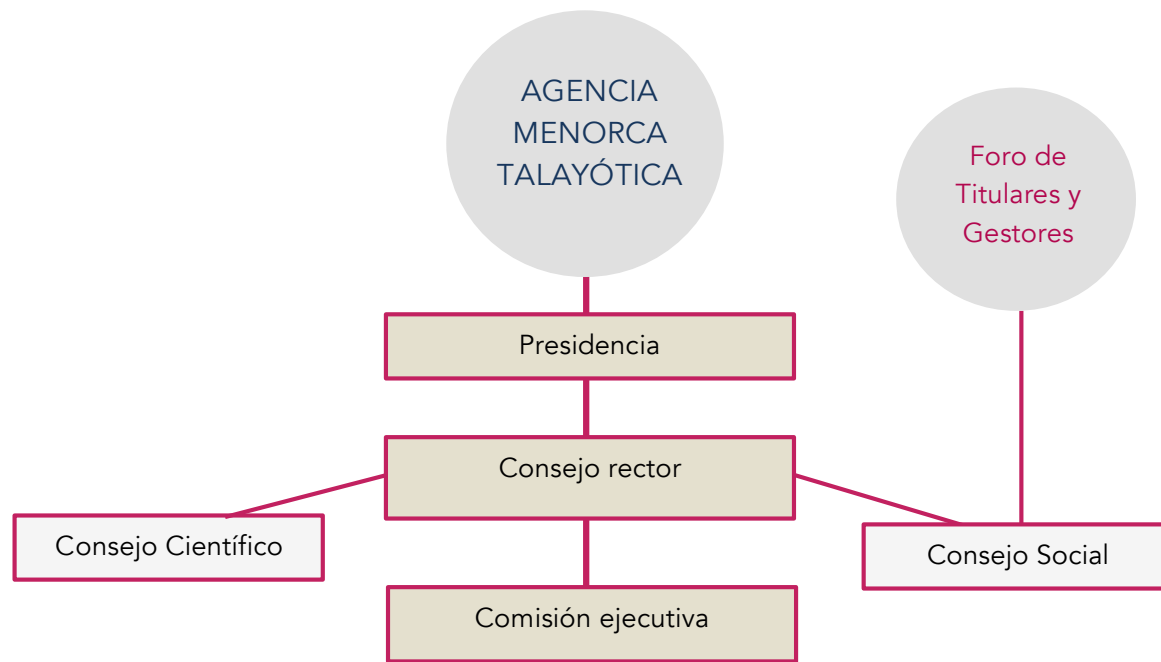 AGENCIA
MENORCA
TALAYÓTICA
Foro de
Titulares y
Gestores
Presidencia
Consejo rector
Consejo Científico
Consejo Social
Comisión ejecutiva